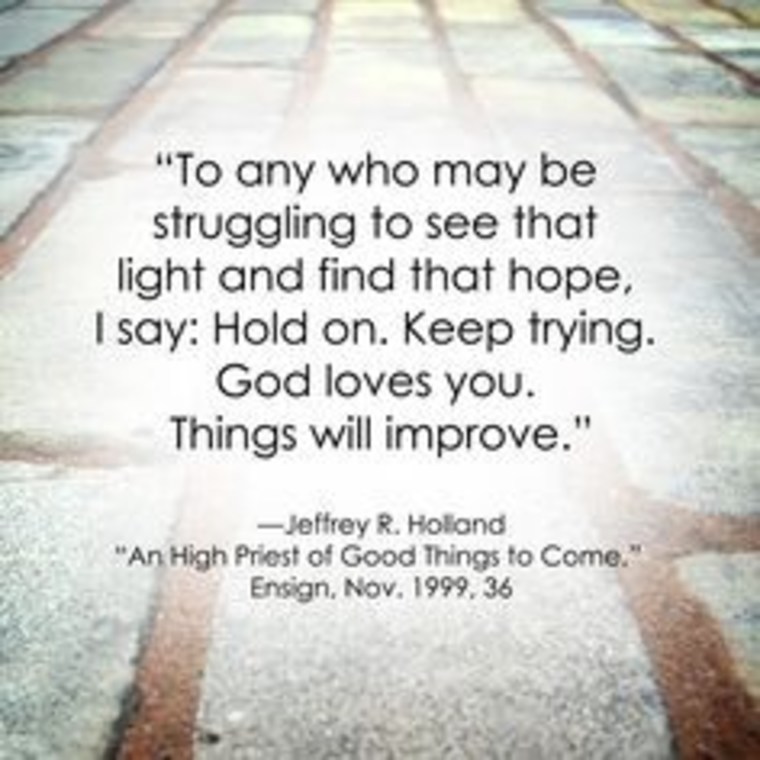 “To any who may be
struggling to see that
light and find that hope,
I say: Hold on. Keep trying.
God loves you.
Things will improve.”
—Jeffrey R. Holland
“An High Priest of Good Things to Come,”
Ensign, Nov. 1999, 36